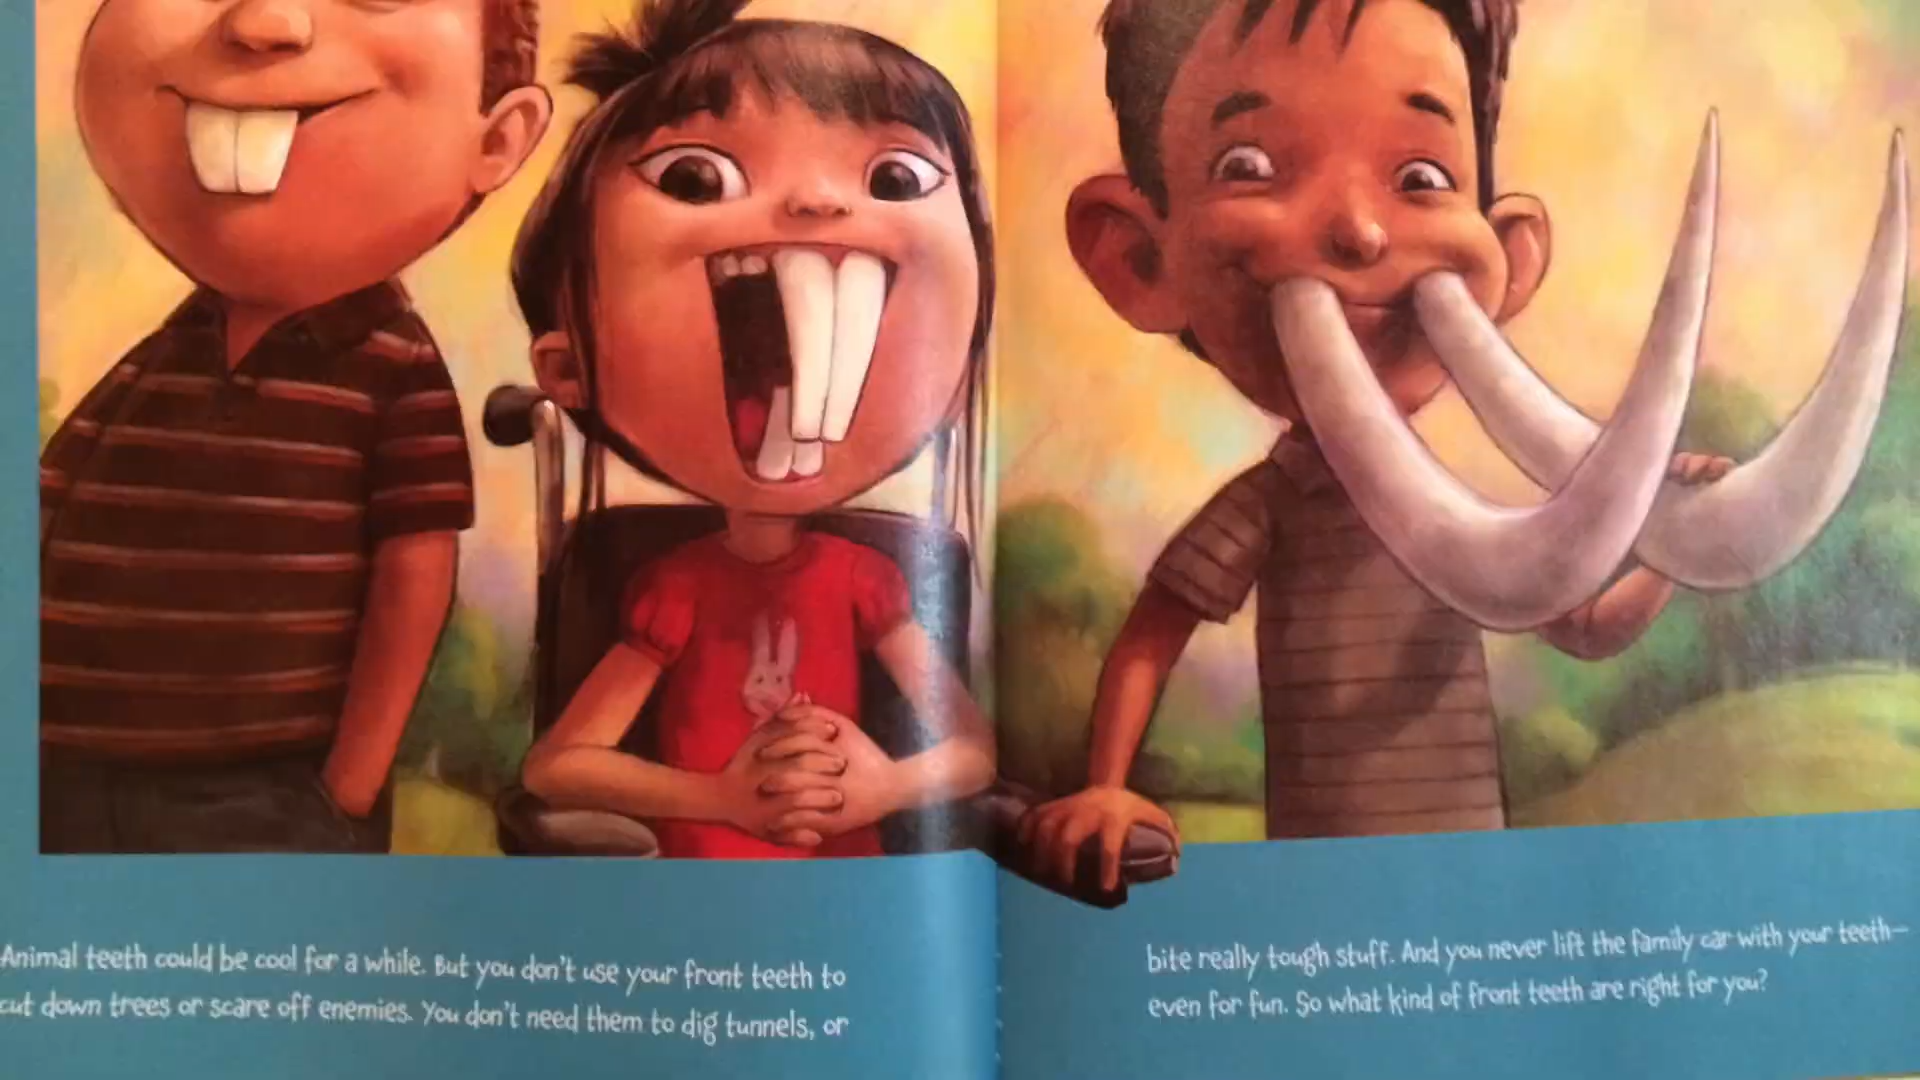 Animal teeth could be cool for a while. But you don't use your front teeth to
cut down trees or scare off enemies. You don't need them to dig tunnels, or
bite really tough stuff. And you never lift the family car with your teeth—
even for fun. So what kind of front teeth are right for you?